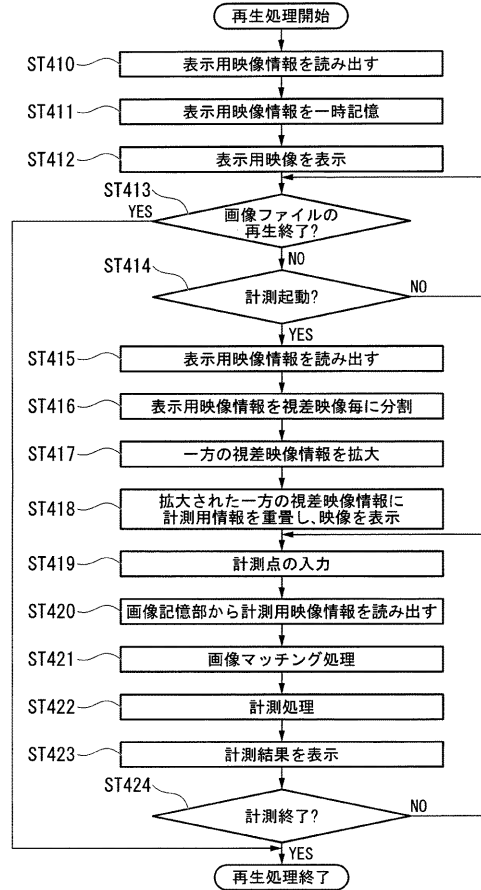 再生処理開始
ST410
表示用映像情報を読み出す
ST411
表示用映像情報を一時記憶
ST412
表示用映像を表示
ST413
YES
画像ファイルの
再生終了?
NO
ST414
計測起動?
NO
YES
ST415
表示用映像情報を読み出す
ST416
表示用映像情報を視差映像毎に分割
ST417
一方の視差映像情報を拡大
ST418
拡大された一方の視差映像情報に
計測用情報を重畳し、映像を表示
ST419
計測点の入力
ST420
画像記憶部から計測用映像情報を読み出す
ST421
画像マッチング処理
ST422
計測処理
ST423
計測結果を表示
ST424
計測終了?
NO
YES
再生処理終了